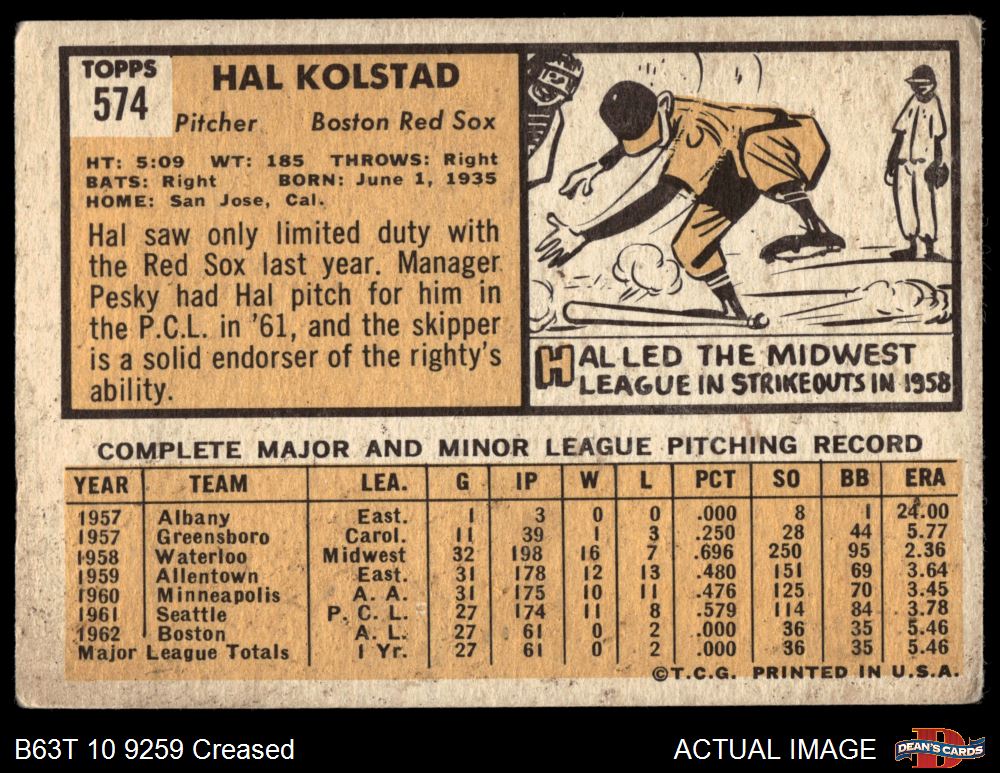 TOPPS
574
HAL KOLSTAD
Pitcher Boston Red Sox
HT: 5:09 WT: 185 THROWS: Right
BATS: Right BORN: June 1, 1935
HOME: San Jose, Cal.
Hal saw only limited duty with
the Red Sox last year. Manager
Pesky had Hal pitch for him in
the P.C.L. in '61, and the skipper
is a solid endorser of the righty's
ability.
HAL LED THE MIDWEST
LEAGUE IN STRIKEOUTS IN 1958
COMPLETE MAJOR AND MINOR LEAGUE PITCHING RECORD
YEAR TEAM LEA. G IP W L PCT SO BB ERA
1957 Albany East. 1 3 0 0 .000 8 1 24.00
1957 Greensboro Carol. 11 39 1 3 .250 28 44 5.77
1958 Waterloo Midwest 32 198 16 7 .696 250 95 2.36
1959 Allentown East. 31 178 12 13 .480 151 69 3.64
1960 Minneapolis A. A. 31 175 10 11 .476 125 70 3.45
1961 Seattle P. C. L. 27 174 11 8 .579 114 84 3.78
1962 Boston A. L. 27 61 0 2 .000 36 35 5.46
Major League Totals 1 Yr. 27 61 0 2 .000 36 35 5.46
©T.C.G. PRINTED IN U.S.A.
B63T 10 9259 Creased
ACTUAL IMAGE
DEAN'S CARDS